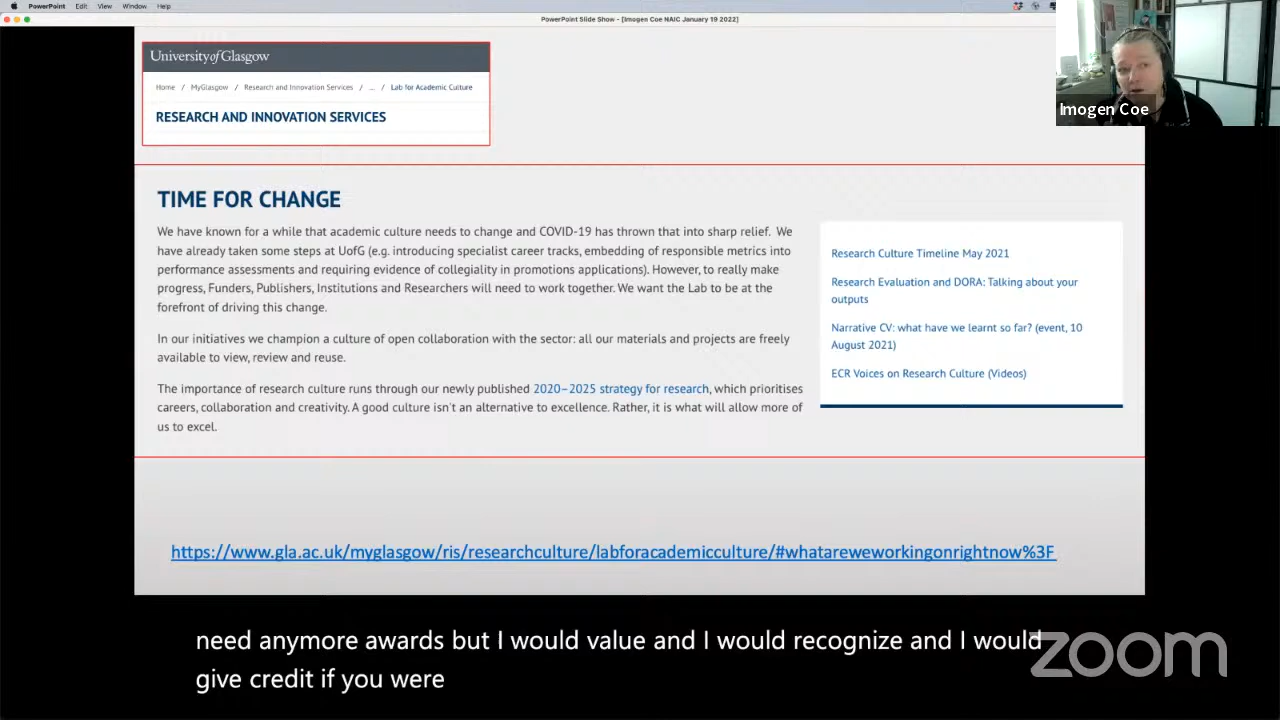 PowerPoint Edit View Window Help
PowerPoint Slide Show - [Imogen Coe NAIC January 19 2022]
University of Glasgow
Home / MyGlasgow / Research and Innovation Services / ... / Lab for Academic Culture
RESEARCH AND INNOVATION SERVICES
Imogen Coe
TIME FOR CHANGE
We have known for a while that academic culture needs to change and COVID-19 has thrown that into sharp relief. We
have already taken some steps at UofG (e.g. introducing specialist career tracks, embedding of responsible metrics into
performance assessments and requiring evidence of collegiality in promotions applications). However, to really make
progress, Funders, Publishers, Institutions and Researchers will need to work together. We want the Lab to be at the
forefront of driving this change.
In our initiatives we champion a culture of open collaboration with the sector: all our materials and projects are freely
available to view, review and reuse.
The importance of research culture runs through our newly published 2020–2025 strategy for research, which prioritises
careers, collaboration and creativity. A good culture isn't an alternative to excellence. Rather, it is what will allow more of
us to excel.
Research Culture Timeline May 2021
Research Evaluation and DORA: Talking about your
outputs
Narrative CV: what have we learnt so far? (event, 10
August 2021)
ECR Voices on Research Culture (Videos)
https://www.gla.ac.uk/myglasgow/ris/researchculture/labforacademicculture/#whatareweworkingonrightnow%3F
need anymore awards but I would value and I would recognize and I would
give credit if you were
zoom